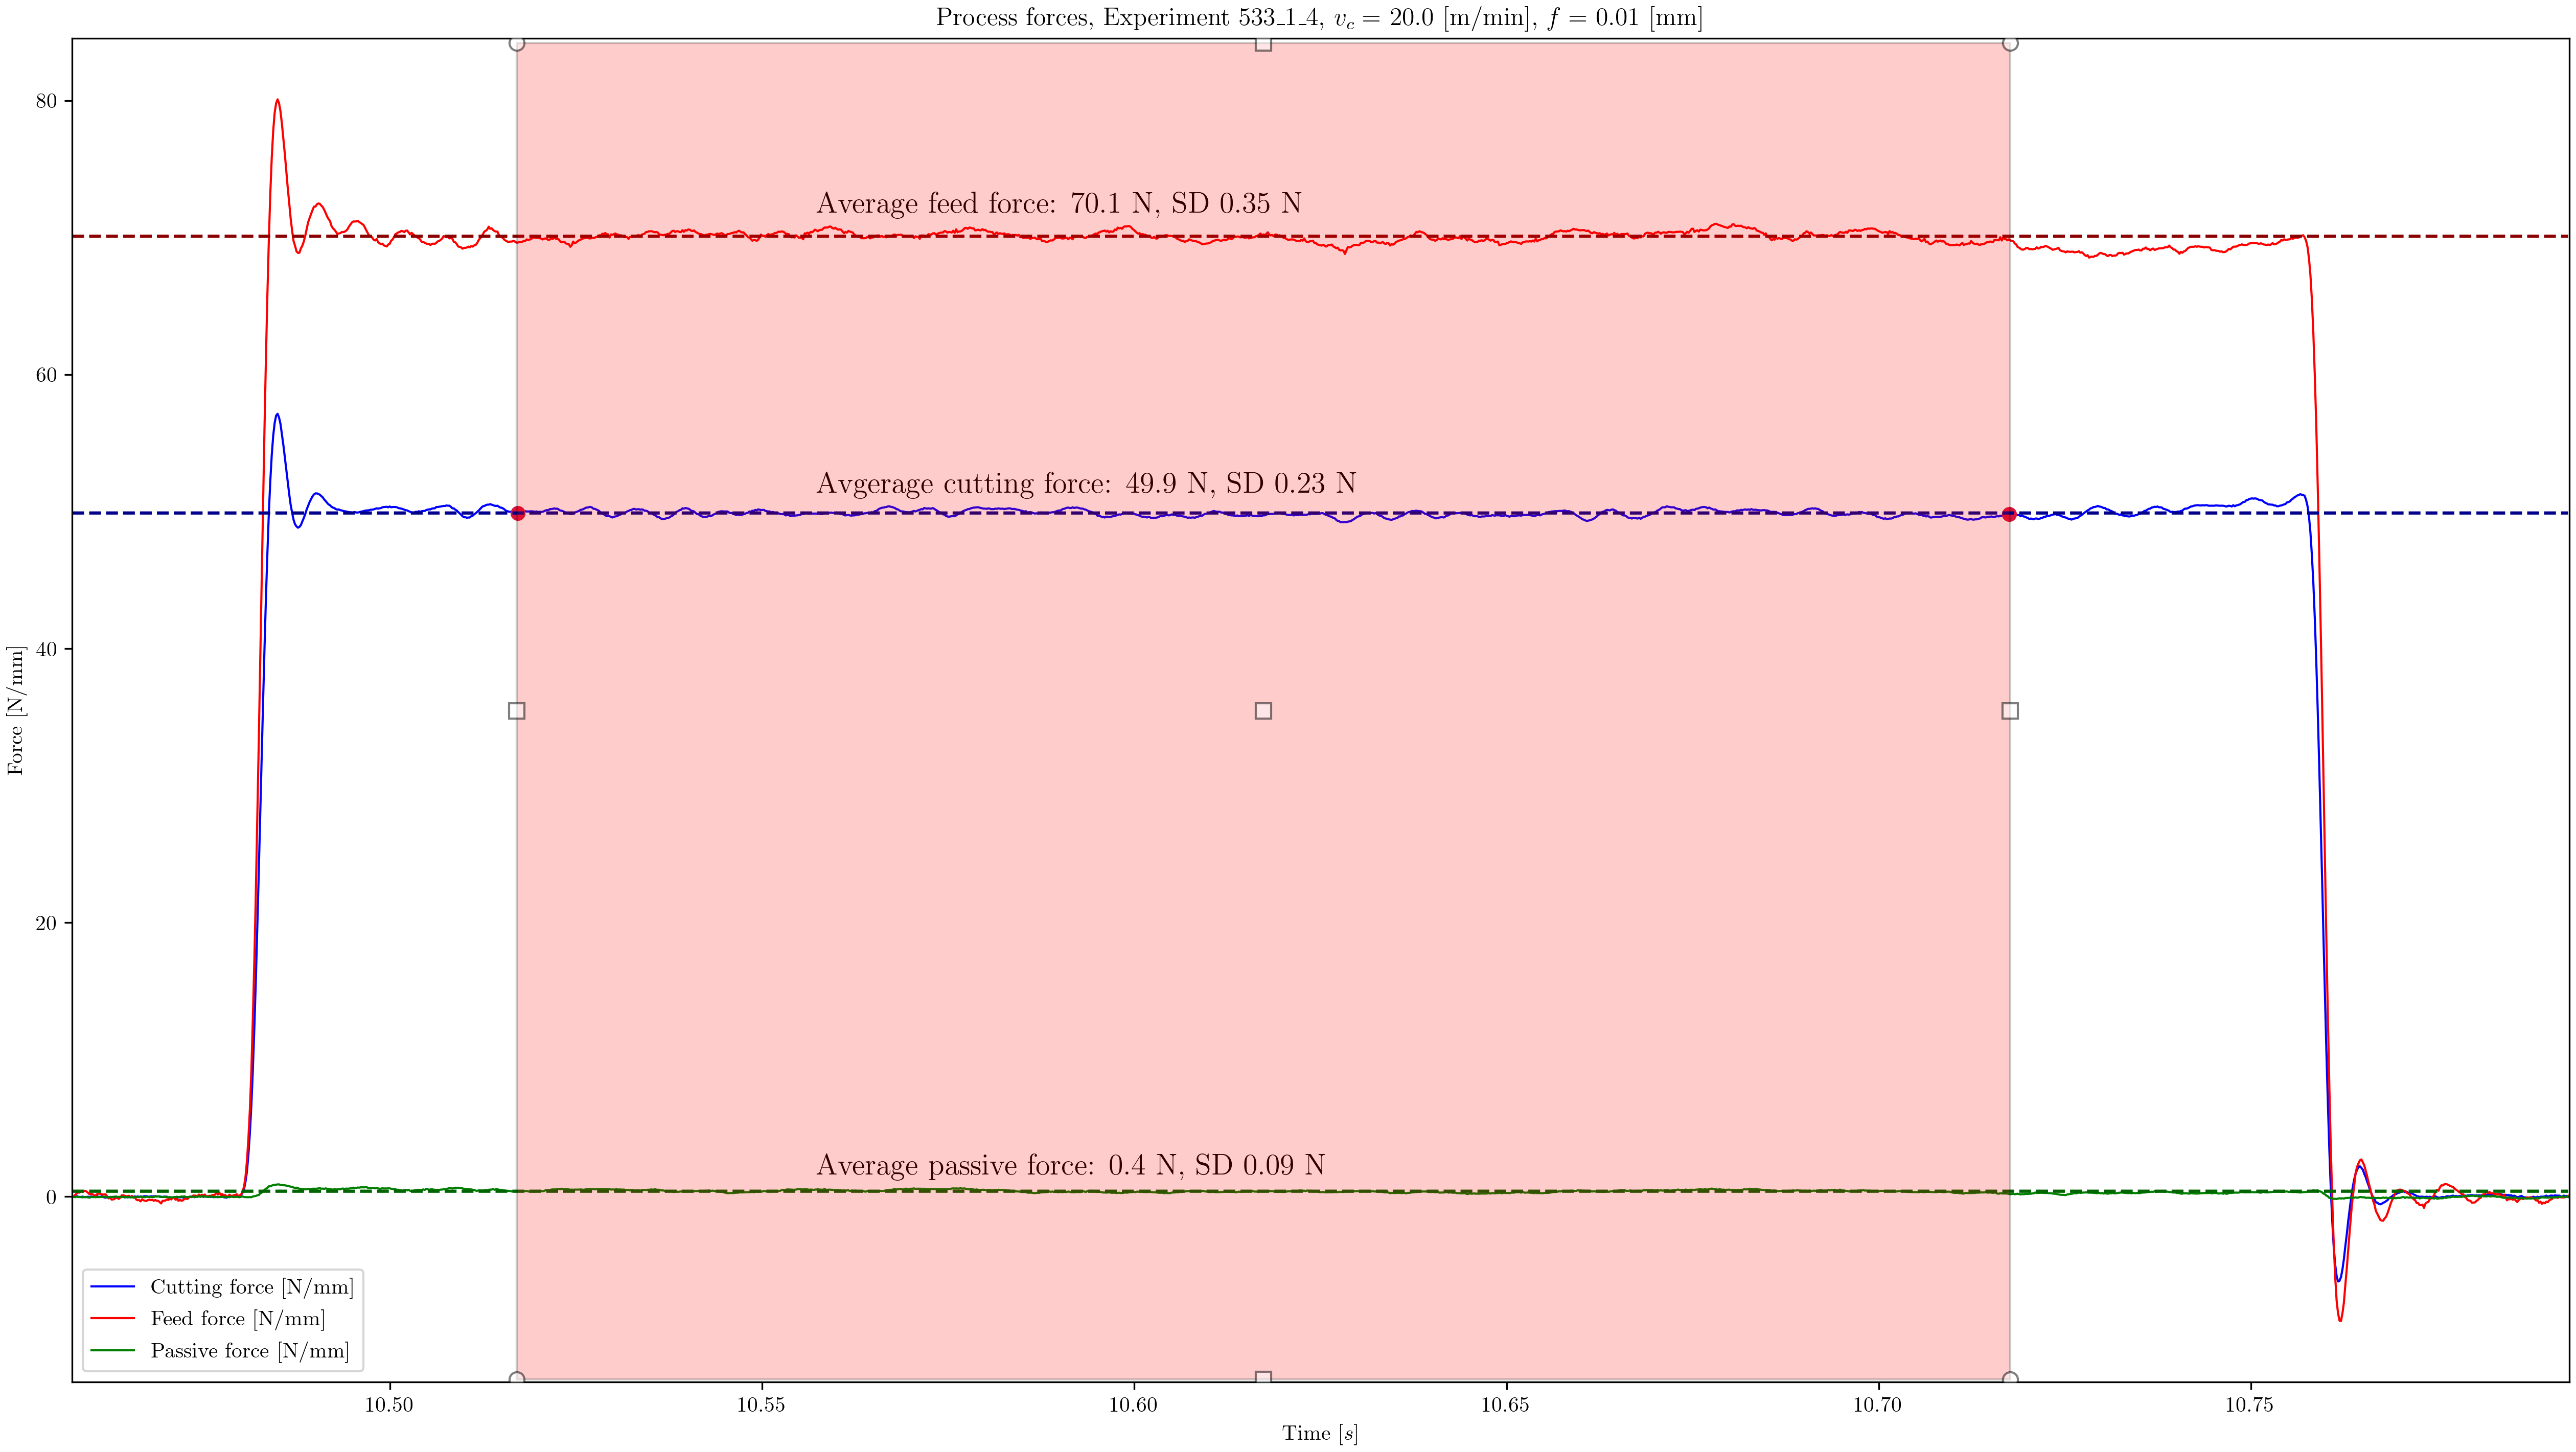 Process forces, Experiment 533_1_4, v_c = 20.0 [m/min], f = 0.01 [mm]
80
60
40
20
0
Force [N/mm]
Average feed force: 70.1 N, SD 0.35 N
Avgerage cutting force: 49.9 N, SD 0.23 N
Average passive force: 0.4 N, SD 0.09 N
Cutting force [N/mm]
Feed force [N/mm]
Passive force [N/mm]
10.50 10.55 10.60 10.65 10.70 10.75
Time [s]